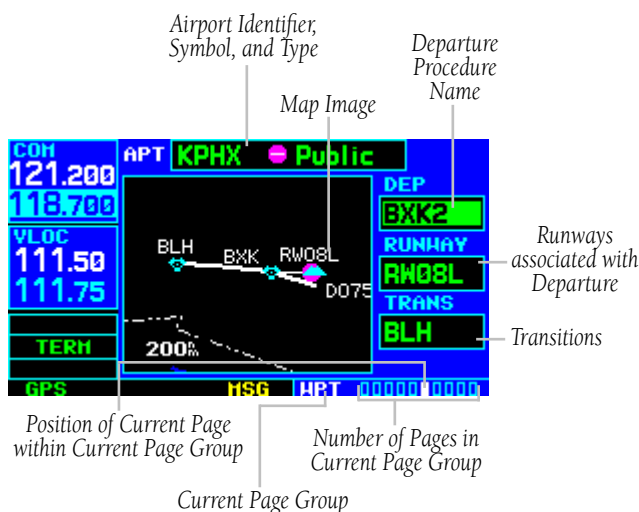 Airport Identifier,
Symbol, and Type
Departure
Procedure
Name
Map Image
COM
121.200
118.700
VLOC
111.50
111.75
TERM
GPS
APT KPHX Public
BLH
BXK
RW08L
D075
200nm
DEP
BXK2
RUNWAY
RW08L
TRANS
BLH
MSG
WPT
Runways
associated with
Departure
Transitions
Position of Current Page
within Current Page Group
Number of Pages in
Current Page Group
Current Page Group